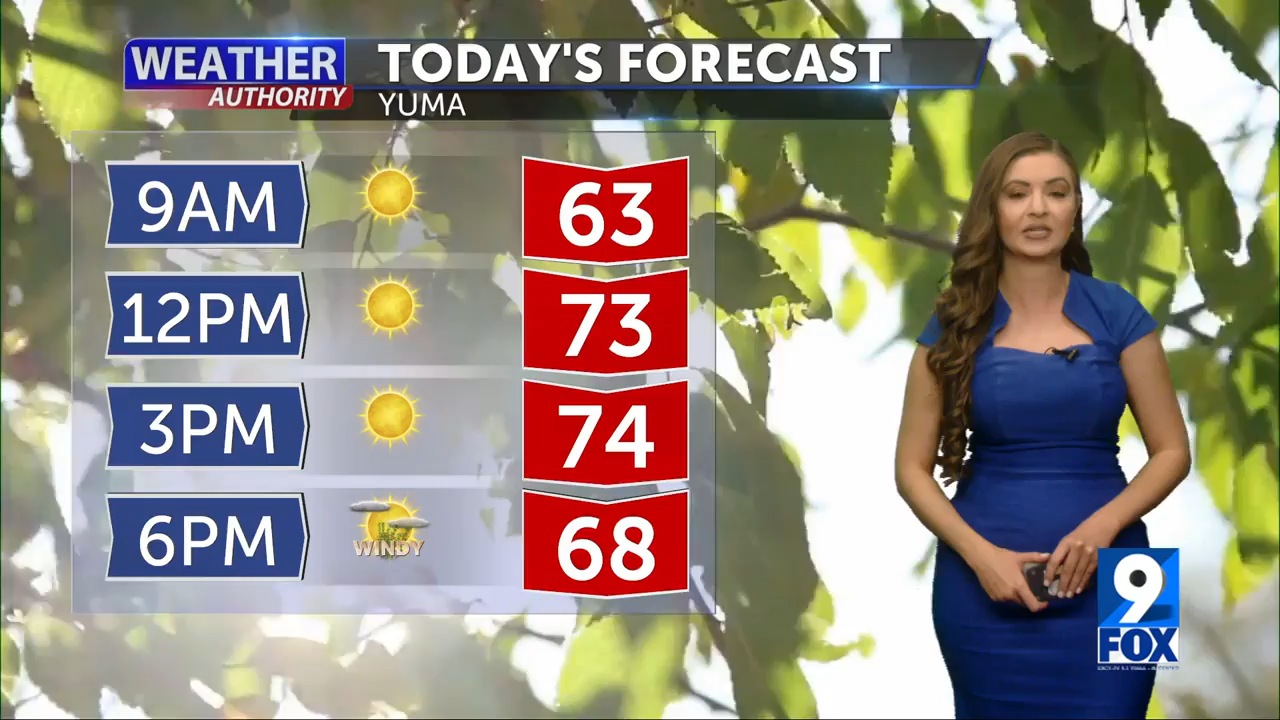 WEATHER
AUTHORITY
TODAY'S FORECAST
YUMA
9AM
63
12PM
73
3PM
74
6PM
WINDY
68
9
FOX